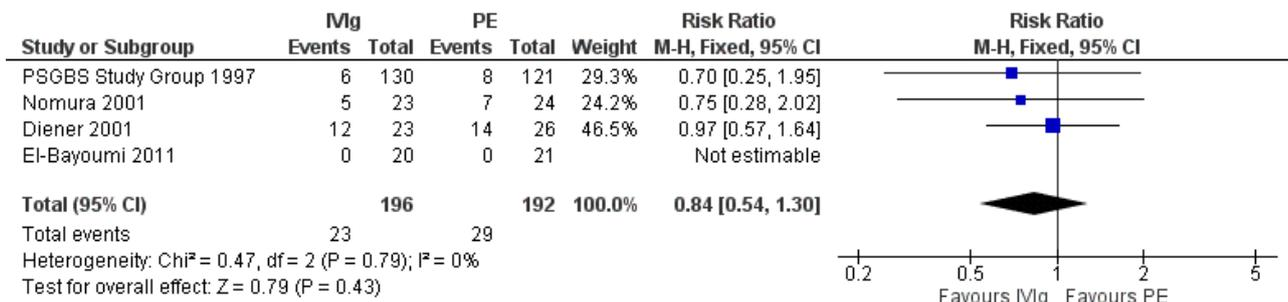 IVIg PE Risk Ratio Risk Ratio
Study or Subgroup Events Total Events Total Weight M-H, Fixed, 95% CI M-H, Fixed, 95% CI
PSGBS Study Group 1997 6 130 8 121 29.3% 0.70 [0.25, 1.95]
Nomura 2001 5 23 7 24 24.2% 0.75 [0.28, 2.02]
Diener 2001 12 23 14 26 46.5% 0.97 [0.57, 1.64]
El-Bayoumi 2011 0 20 0 21 Not estimable
Total (95% CI) 196 192 100.0% 0.84 [0.54, 1.30]
Total events 23 29
Heterogeneity: Chi² = 0.47, df = 2 (P = 0.79); I² = 0%
Test for overall effect: Z = 0.79 (P = 0.43)
0.2 0.5 1 2 5
Favours IVIg Favours PE